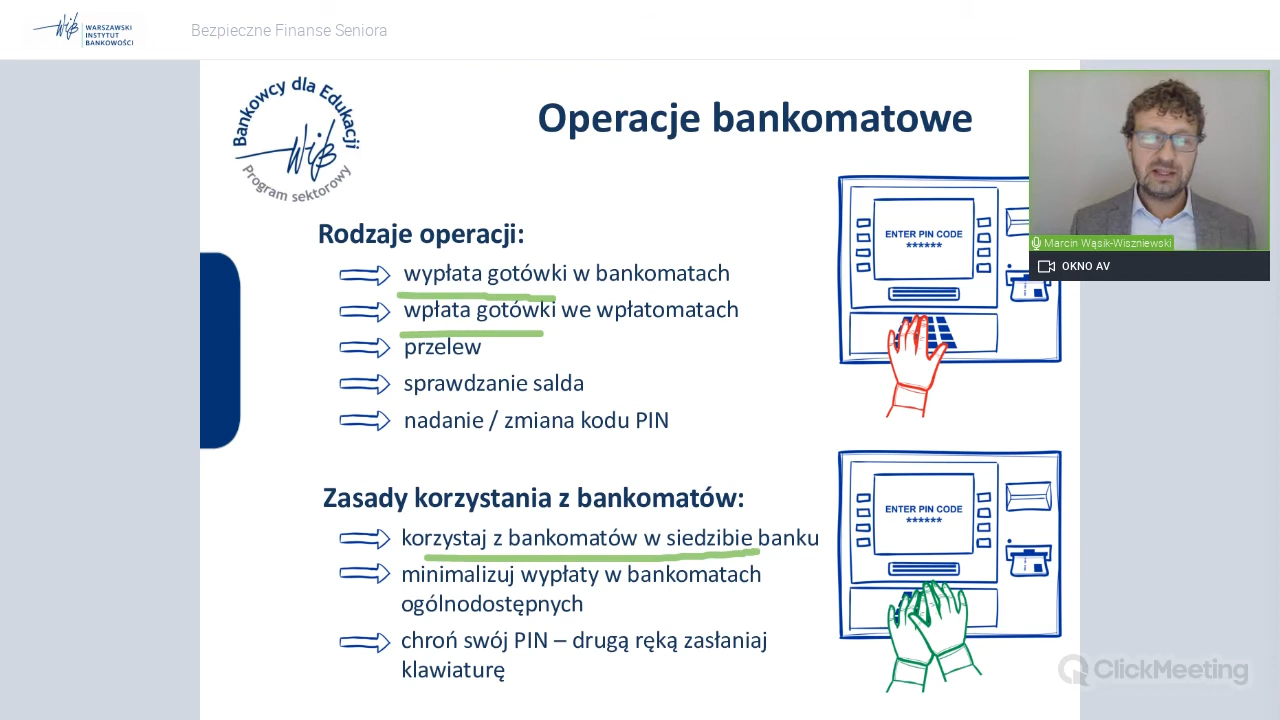 WARSZAWSKI
INSTYTUT
BANKOWOŚCI
Bezpieczne Finanse Seniora
Bankowcy dla Edukacji
WiB
Program sektorowy
Operacje bankomatowe
Marcin Wąsik-Wiszniewski
OKNO AV
Rodzaje operacji:
wypłata gotówki w bankomatach
wpłata gotówki we wpłatomatach
przelew
sprawdzanie salda
nadanie / zmiana kodu PIN
ENTER PIN CODE
******
Zasady korzystania z bankomatów:
korzystaj z bankomatów w siedzibie banku
minimalizuj wypłaty w bankomatach
ogólnodostępnych
chroń swój PIN – drugą ręką zasłaniaj
klawiaturę
ENTER PIN CODE
******
ClickMeeting